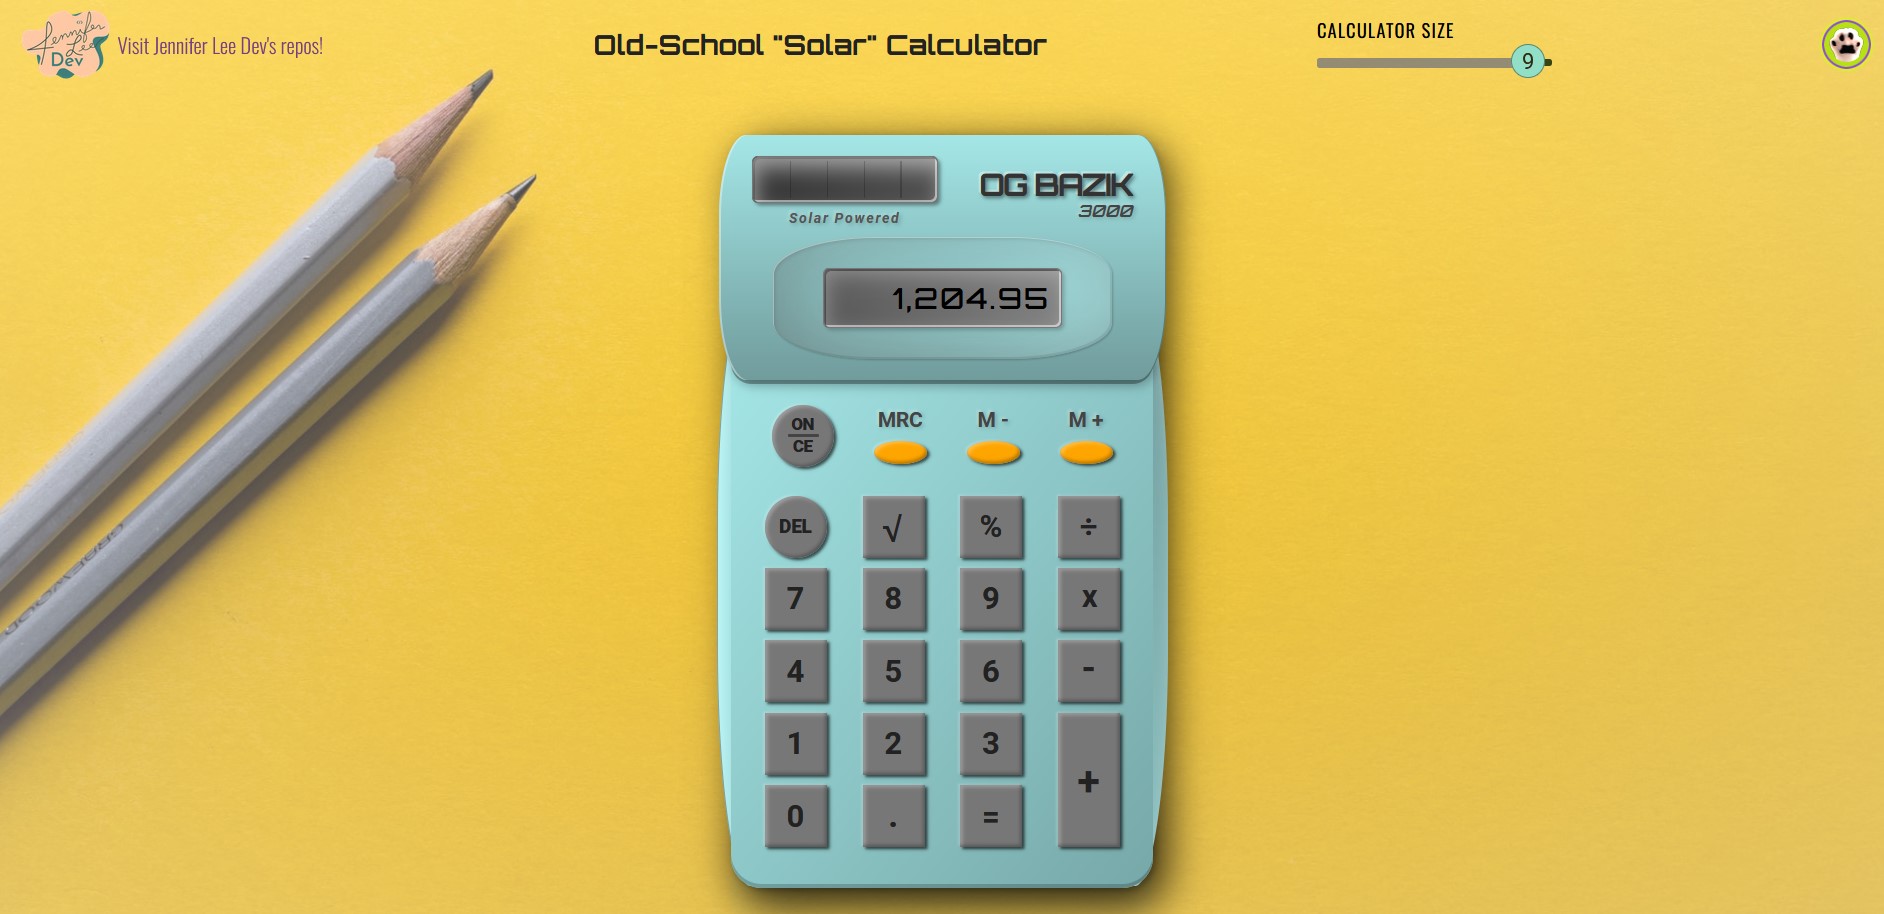 Jennifer
Lee
Dev
Visit Jennifer Lee Dev's repos!
Old-School "Solar" Calculator
CALCULATOR SIZE
9
Solar Powered
OG BAZIK
3000
1,204.95
ON
CE
MRC
M -
M +
DEL
√
%
÷
7
8
9
x
4
5
6
-
1
2
3
+
0
.
=